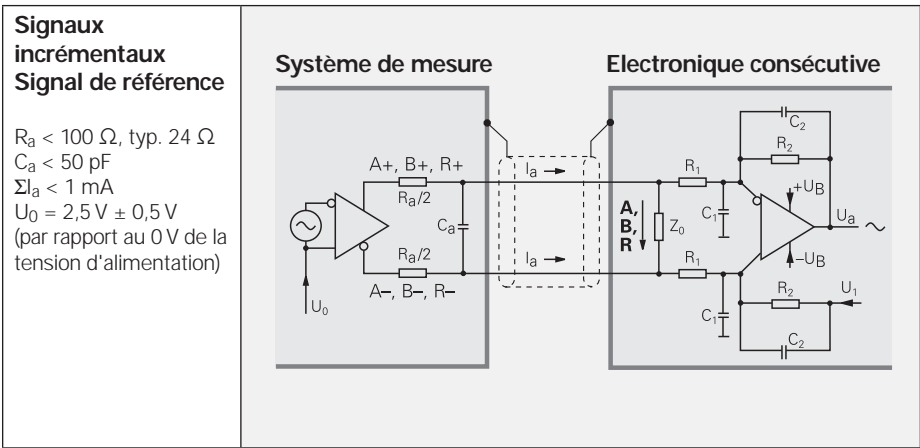 Signaux
incrémentaux
Signal de référence
Ra < 100 Ω, typ. 24 Ω
Ca < 50 pF
ΣIa < 1 mA
U0 = 2,5 V ± 0,5 V
(par rapport au 0 V de la
tension d'alimentation)
Système de mesure
Electronique consécutive
A+, B+, R+
Ra/2
Ca
Ra/2
A–, B–, R–
U0
Ia
Ia
A,
B,
R
Z0
R1
C1
R1
C1
C2
R2
+UB
Ua
–UB
R2
U1
C2